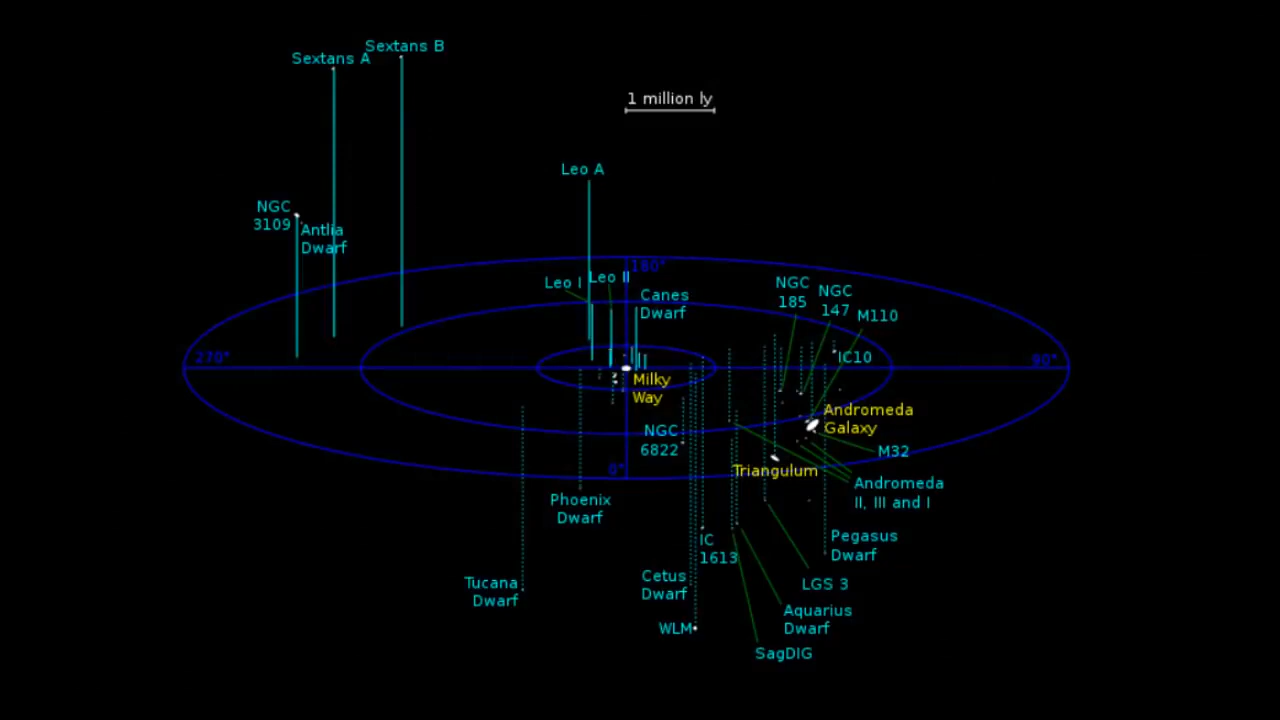 Sextans B
Sextans A
1 million ly
Leo A
NGC
3109
Antlia
Dwarf
180°
Leo I
Leo II
Canes
Dwarf
NGC
185
NGC
147
M110
270°
90°
IC10
Milky
Way
Andromeda
Galaxy
NGC
6822
M32
0°
Triangulum
Andromeda
II, III and I
Phoenix
Dwarf
IC
1613
Pegasus
Dwarf
Tucana
Dwarf
Cetus
Dwarf
LGS 3
Aquarius
Dwarf
WLM
SagDIG